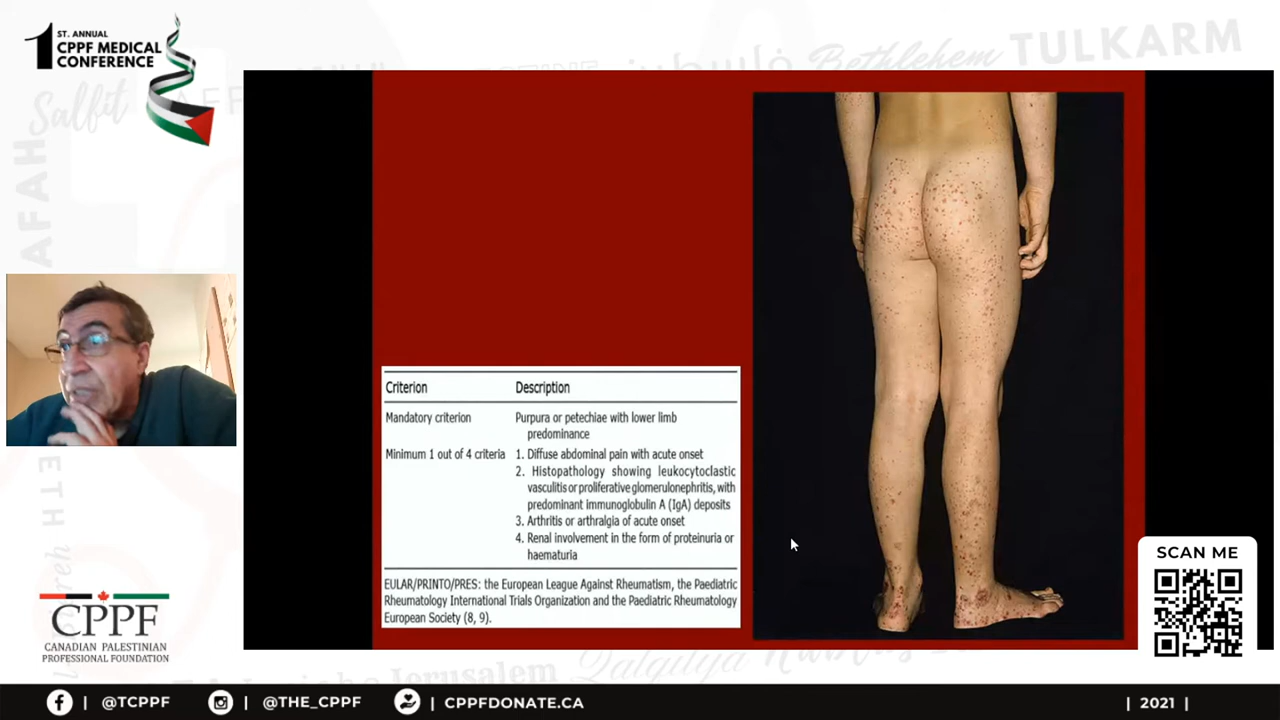 1 ST. ANNUAL
CPPF MEDICAL
CONFERENCE
Salfit
RAFAH
Bethlehem
TULKARM
Criterion Description
Mandatory criterion Purpura or petechiae with lower limb
predominance
Minimum 1 out of 4 criteria 1. Diffuse abdominal pain with acute onset
2. Histopathology showing leukocytoclastic
vasculitis or proliferative glomerulonephritis, with
predominant immunoglobulin A (IgA) deposits
3. Arthritis or arthralgia of acute onset
4. Renal involvement in the form of proteinuria or
haematuria
EULAR/PRINTO/PRES: the European League Against Rheumatism, the Paediatric
Rheumatology International Trials Organization and the Paediatric Rheumatology
European Society (8, 9).
SCAN ME
CPPF
CANADIAN PALESTINIAN
PROFESSIONAL FOUNDATION
Jerusalem
Qalqilya
| @TCPPF | @THE_CPPF | CPPFDONATE.CA | 2021 |